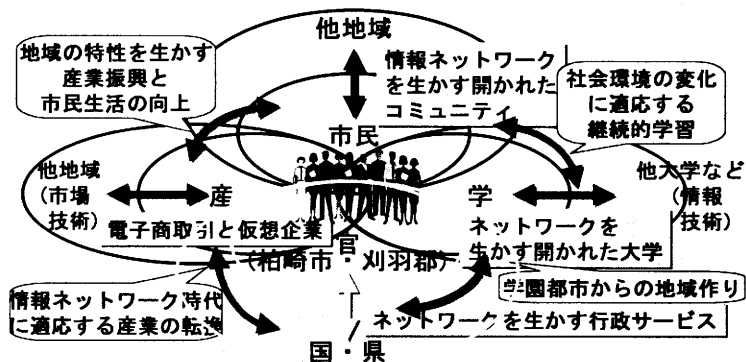 他地域
地域の特性を生かす
産業振興と
市民生活の向上
情報ネットワーク
を生かす開かれた
コミュニティ
社会環境の変化
に適応する
継続的学習
市民
他地域
(市場
技術)
産
学
他大学など
(情報
技術)
電子商取引と仮想企業
ネットワークを
生かす開かれた大学
官
(柏崎市・刈羽郡)
情報ネットワーク時代
に適応する産業の転換
学園都市からの地域作り
ネットワークを生かす行政サービス
国・県